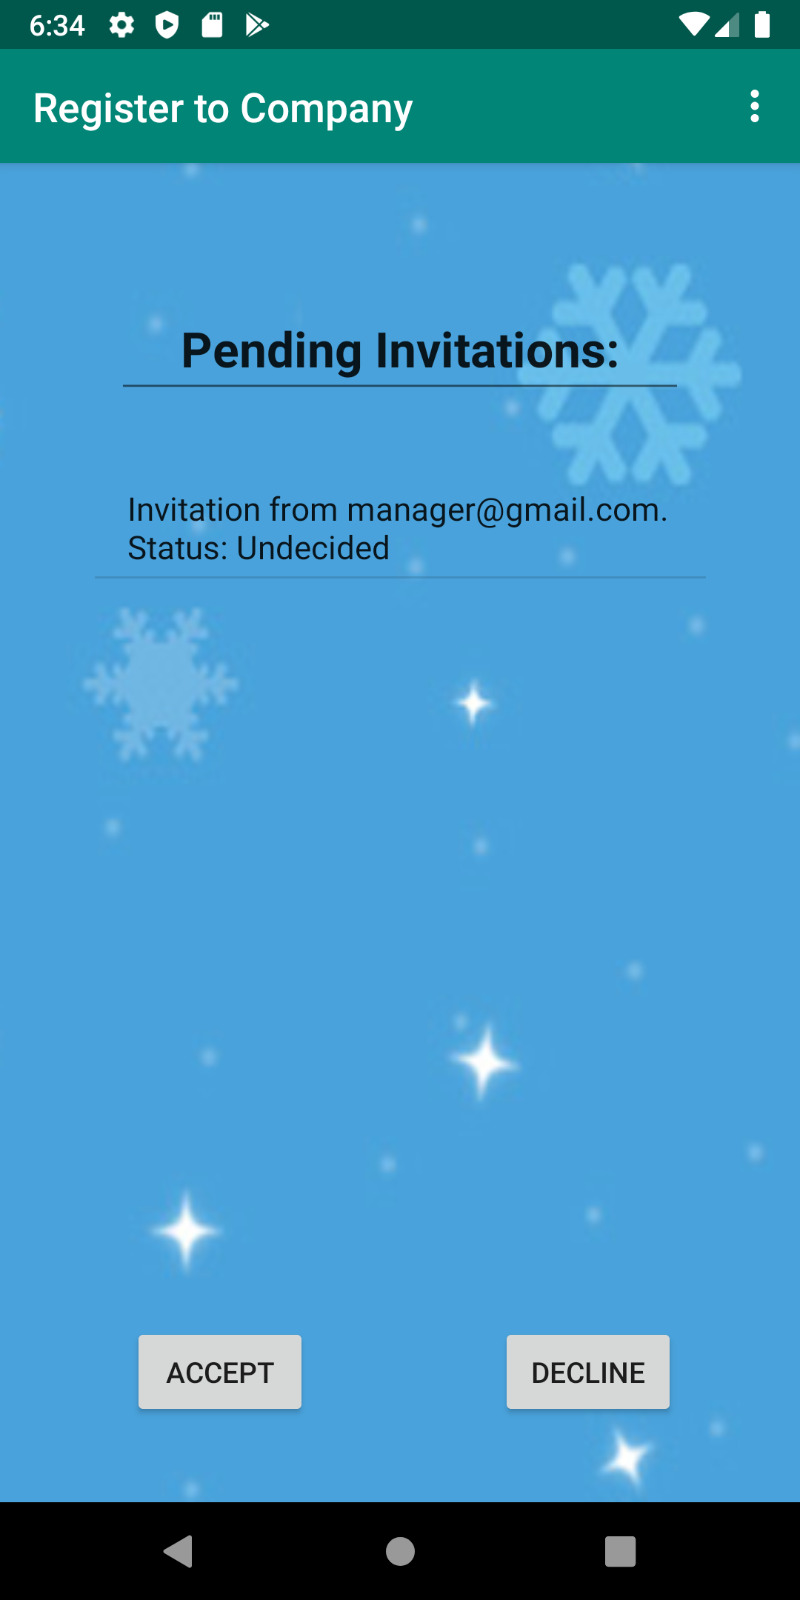 6:34
Register to Company
Pending Invitations:
Invitation from manager@gmail.com.
Status: Undecided
ACCEPT
DECLINE